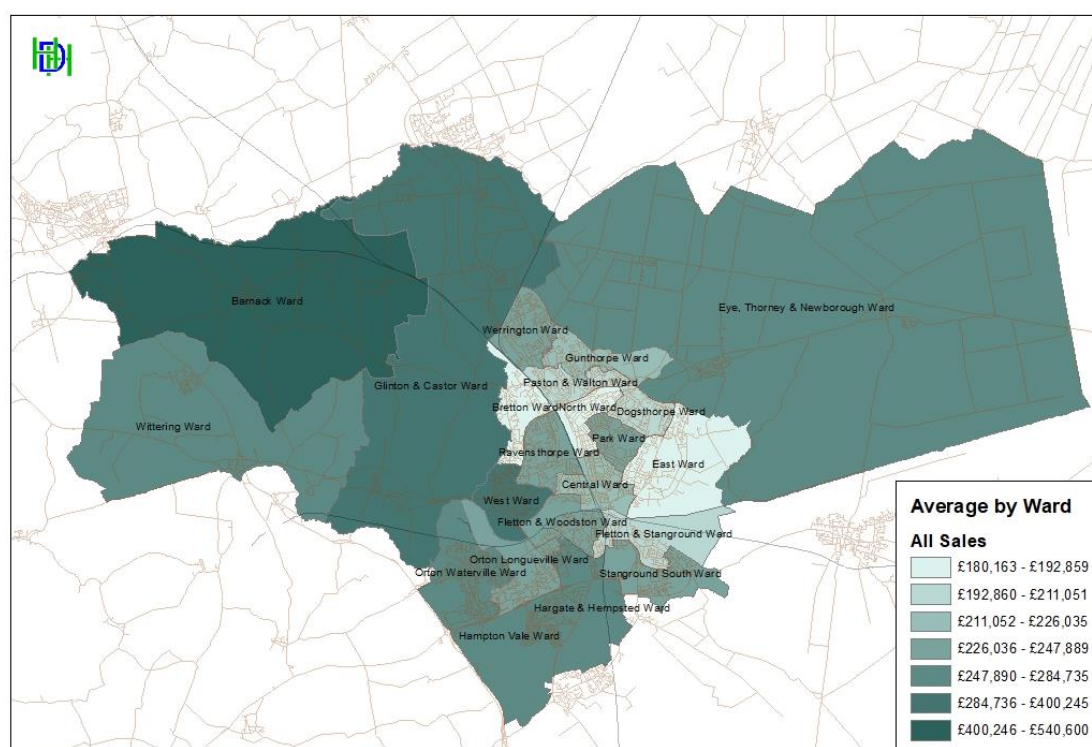 HDH
Barnack Ward
Eye, Thorney & Newborough Ward
Werrington Ward
Gunthorpe Ward
Glinton & Castor Ward
Paston & Walton Ward
Bretton Ward
North Ward
Dogsthorpe Ward
Wittering Ward
Park Ward
Ravensthorpe Ward
East Ward
Central Ward
West Ward
Fletton & Woodston Ward
Fletton & Stanground Ward
Orton Longueville Ward
Orton Waterville Ward
Stanground South Ward
Hargate & Hempsted Ward
Hampton Vale Ward
Average by Ward
All Sales
£180,163 - £192,859
£192,860 - £211,051
£211,052 - £226,035
£226,036 - £247,889
£247,890 - £284,735
£284,736 - £400,245
£400,246 - £540,600